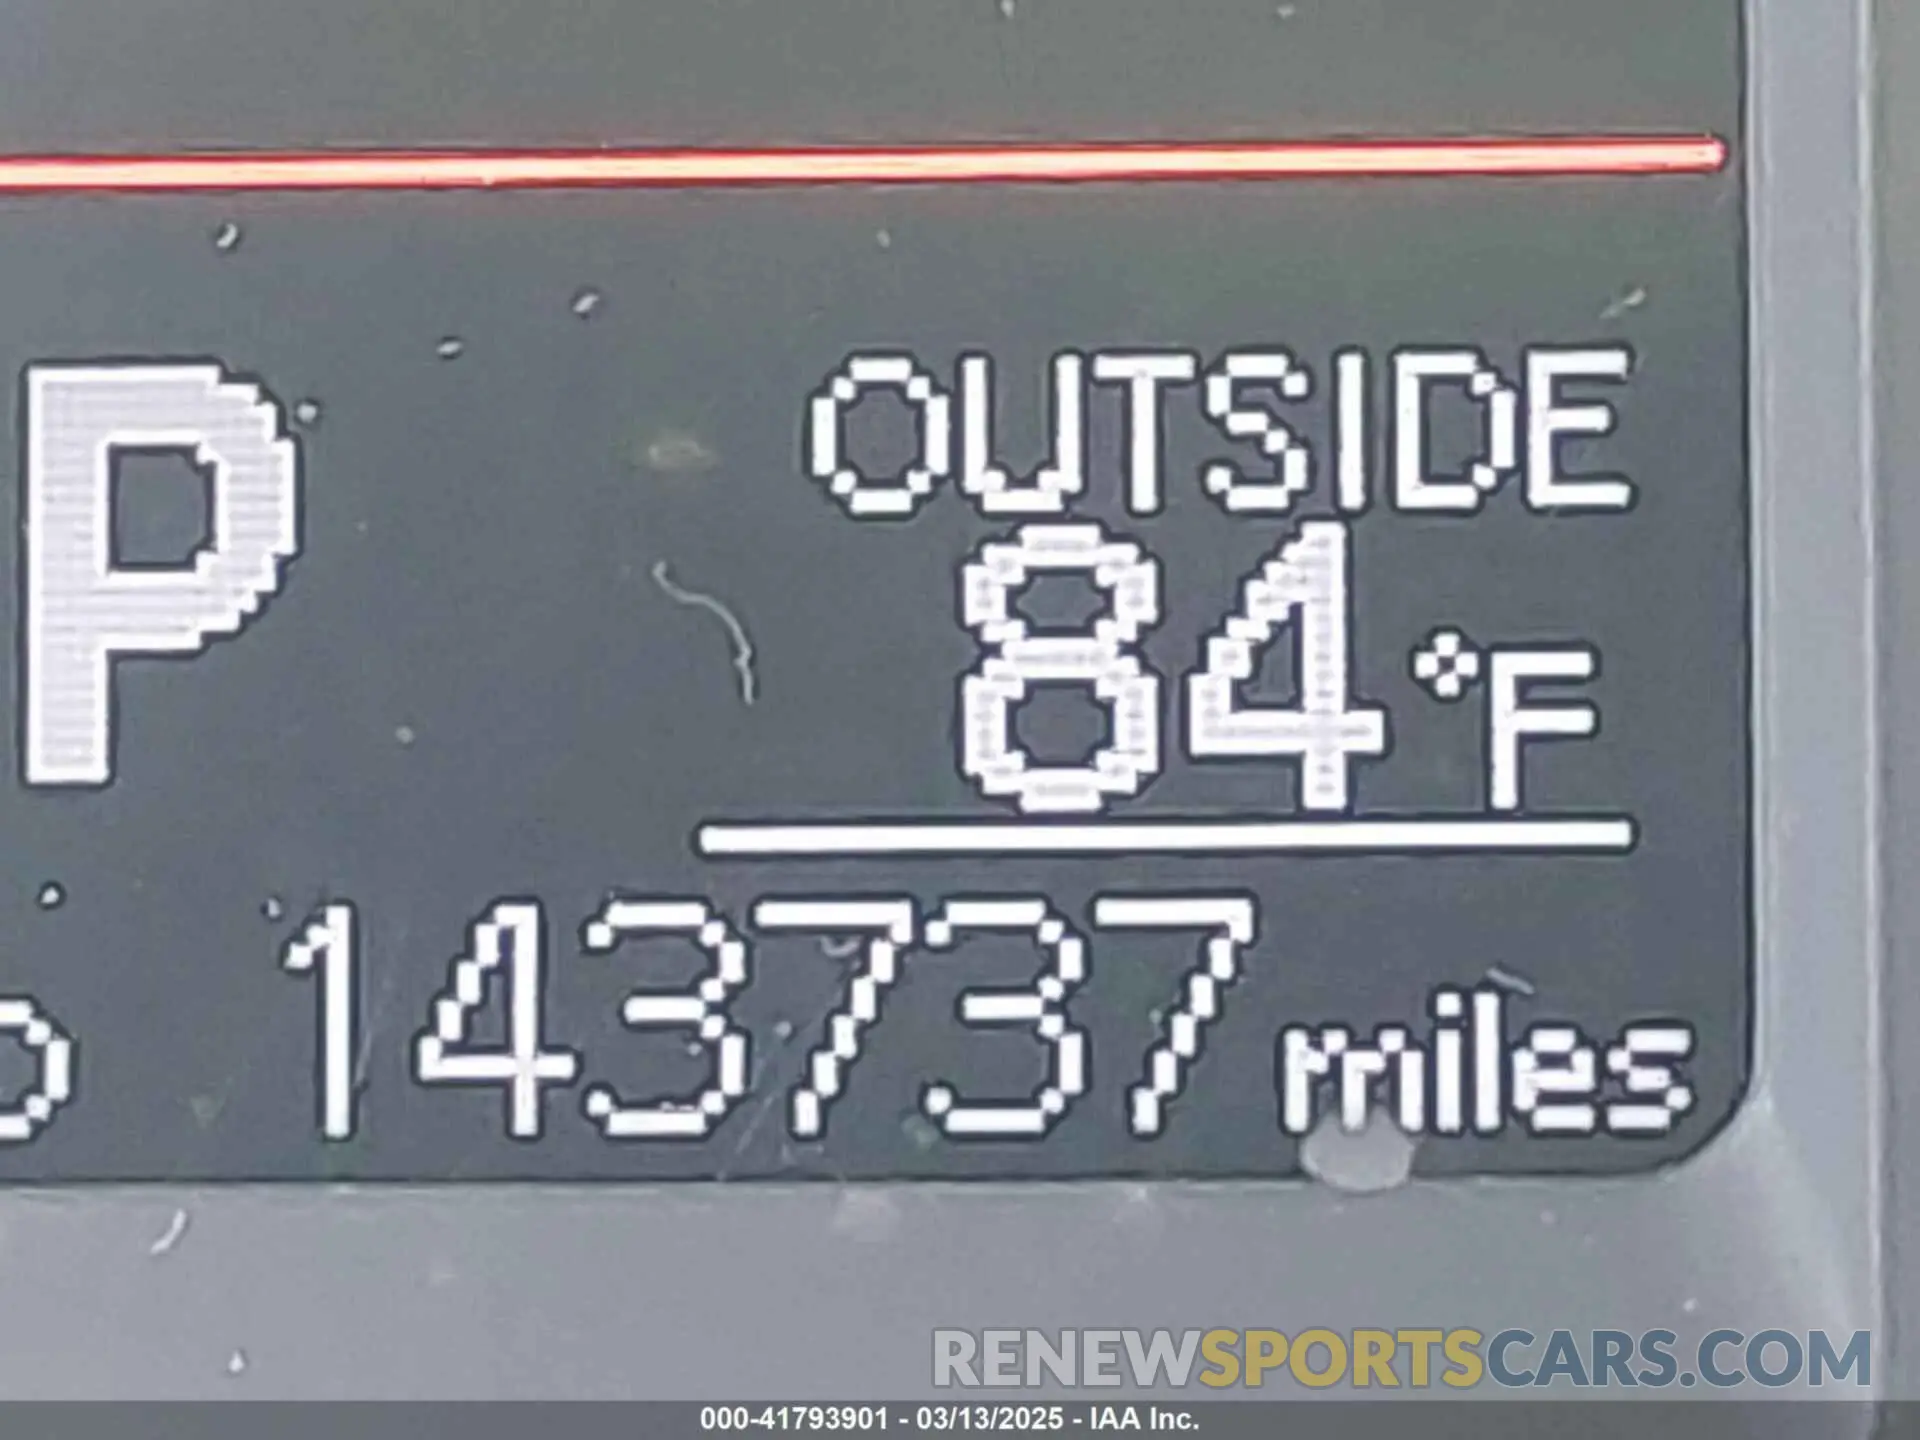 OUTSIDE
P
84°F
143737 miles
RENEWSPORTSCARS.COM
000-41793901 - 03/13/2025 - IAA Inc.